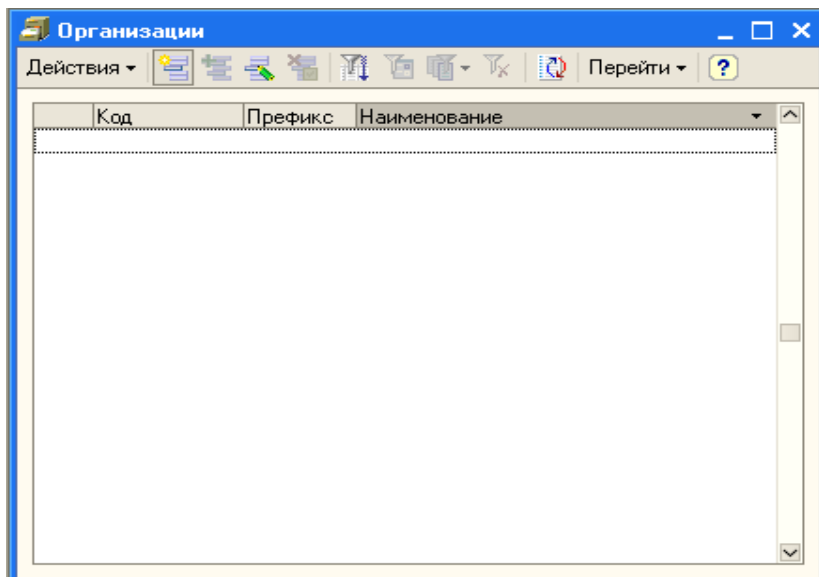 Организации
Действия Перейти ?
Код Префикс Наименование